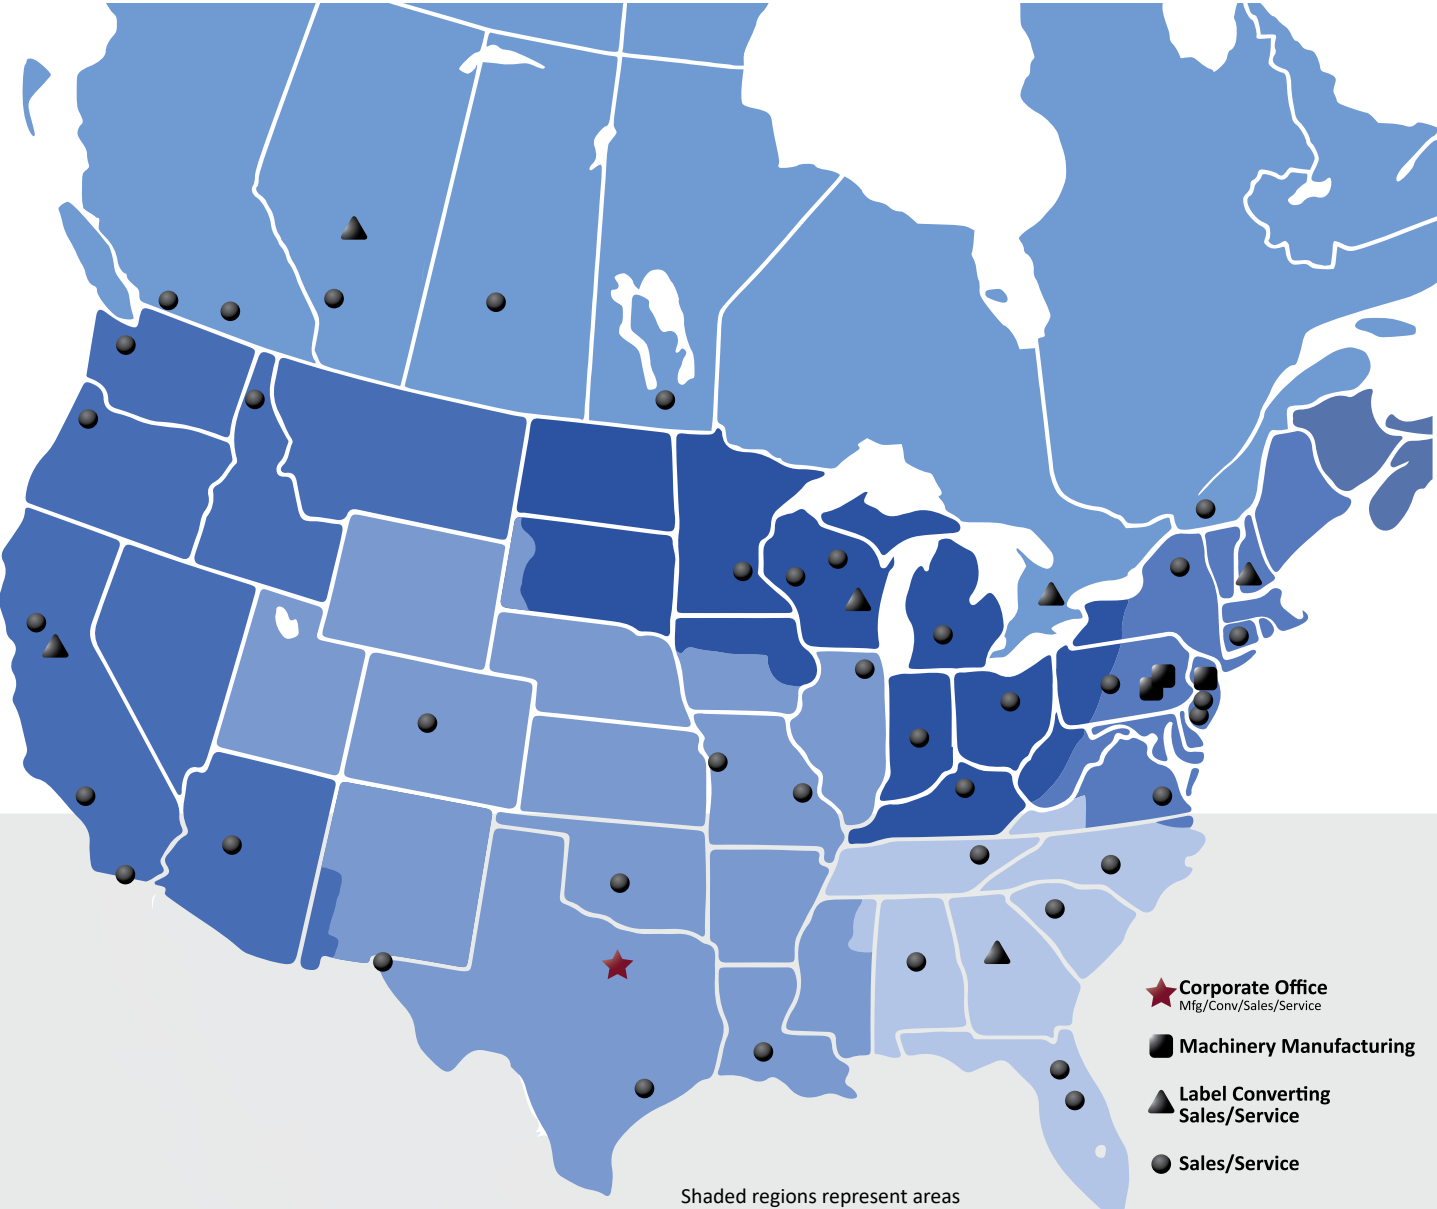 Corporate Office
Mfg/Conv/Sales/Service
Machinery Manufacturing
Label Converting
Sales/Service
Sales/Service
Shaded regions represent areas